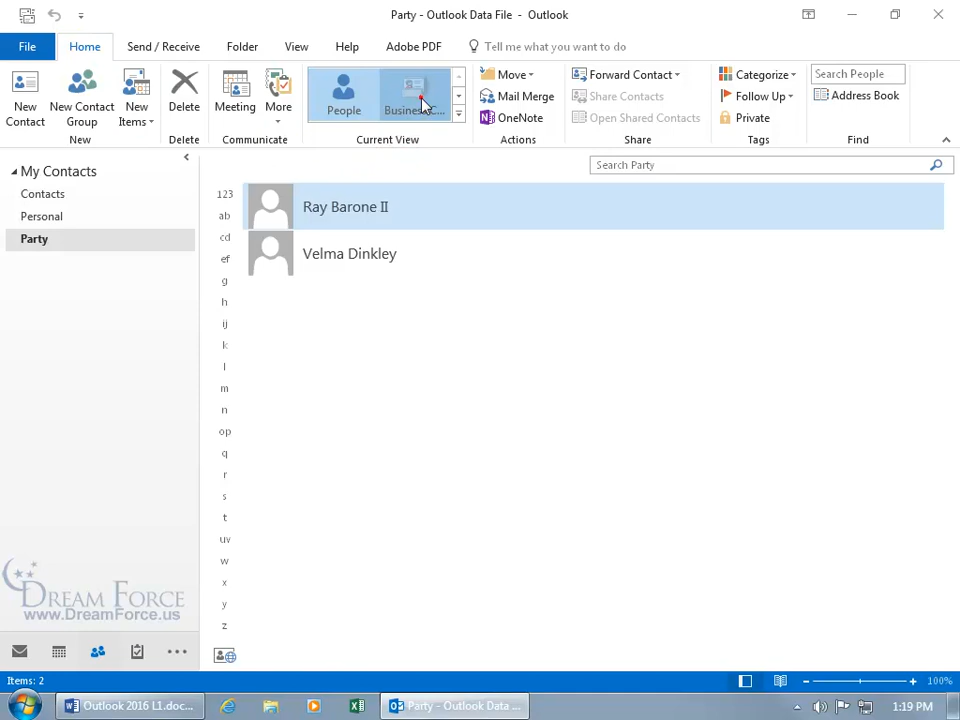 Party - Outlook Data File - Outlook
File Home Send / Receive Folder View Help Adobe PDF Tell me what you want to do
New Contact
New Contact Group
New Items
New
Delete
Delete
Meeting
More
Communicate
People
Business C...
Current View
Move
Mail Merge
OneNote
Actions
Forward Contact
Share Contacts
Open Shared Contacts
Share
Categorize
Follow Up
Private
Tags
Search People
Address Book
Find
My Contacts
Contacts
Personal
Party
Search Party
123
ab
cd
ef
g
h
ij
k
l
m
n
op
q
r
s
t
uv
w
x
y
z
Ray Barone II
Velma Dinkley
DREAM FORCE
www.DreamForce.us
Items: 2
100%
Outlook 2016 L1.doc...
Party - Outlook Data ...
1:19 PM